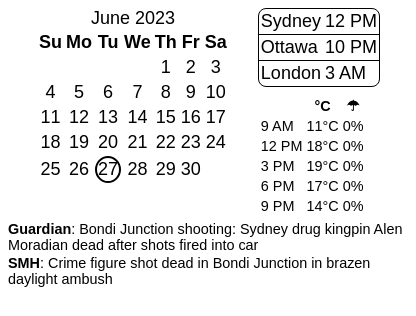 June 2023
Su Mo Tu We Th Fr Sa
1 2 3
4 5 6 7 8 9 10
11 12 13 14 15 16 17
18 19 20 21 22 23 24
25 26 27 28 29 30
Sydney 12 PM
Ottawa 10 PM
London 3 AM
°C ☂
9 AM 11°C 0%
12 PM 18°C 0%
3 PM 19°C 0%
6 PM 17°C 0%
9 PM 14°C 0%
Guardian: Bondi Junction shooting: Sydney drug kingpin Alen
Moradian dead after shots fired into car
SMH: Crime figure shot dead in Bondi Junction in brazen
daylight ambush